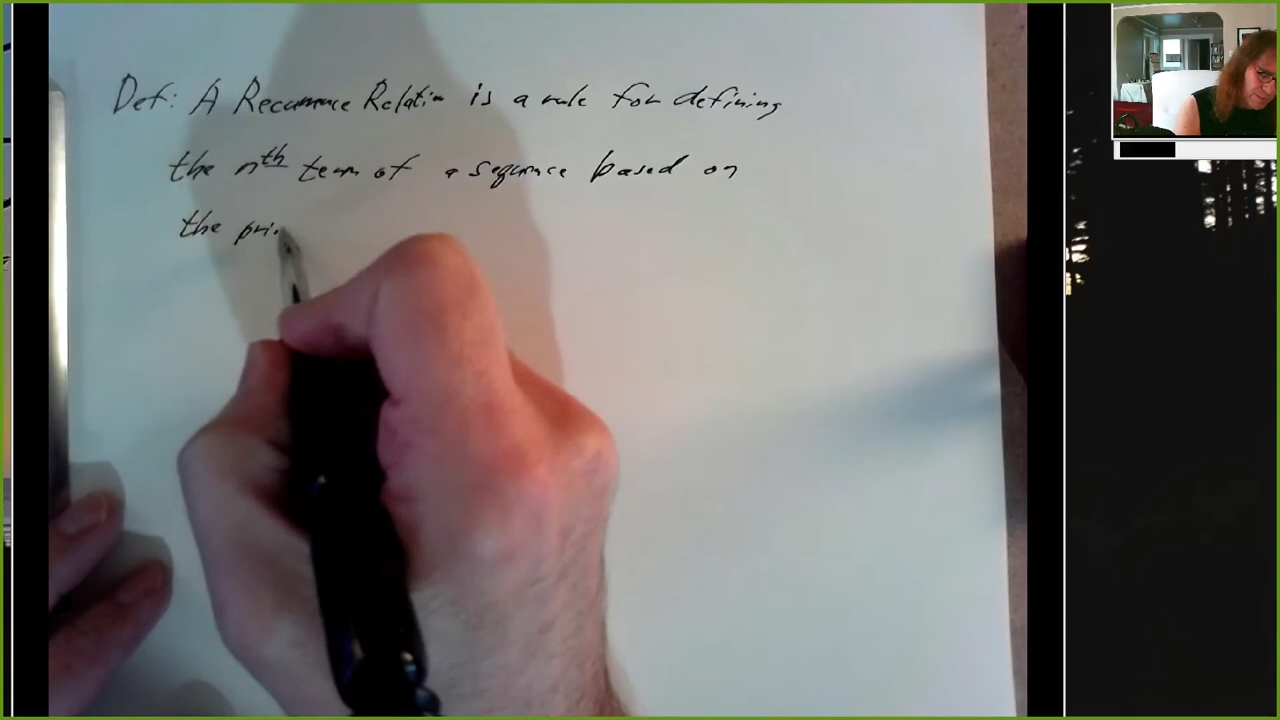 Def: A Recurrence Relation is a rule for defining
the nth term of a sequence based on
the pri